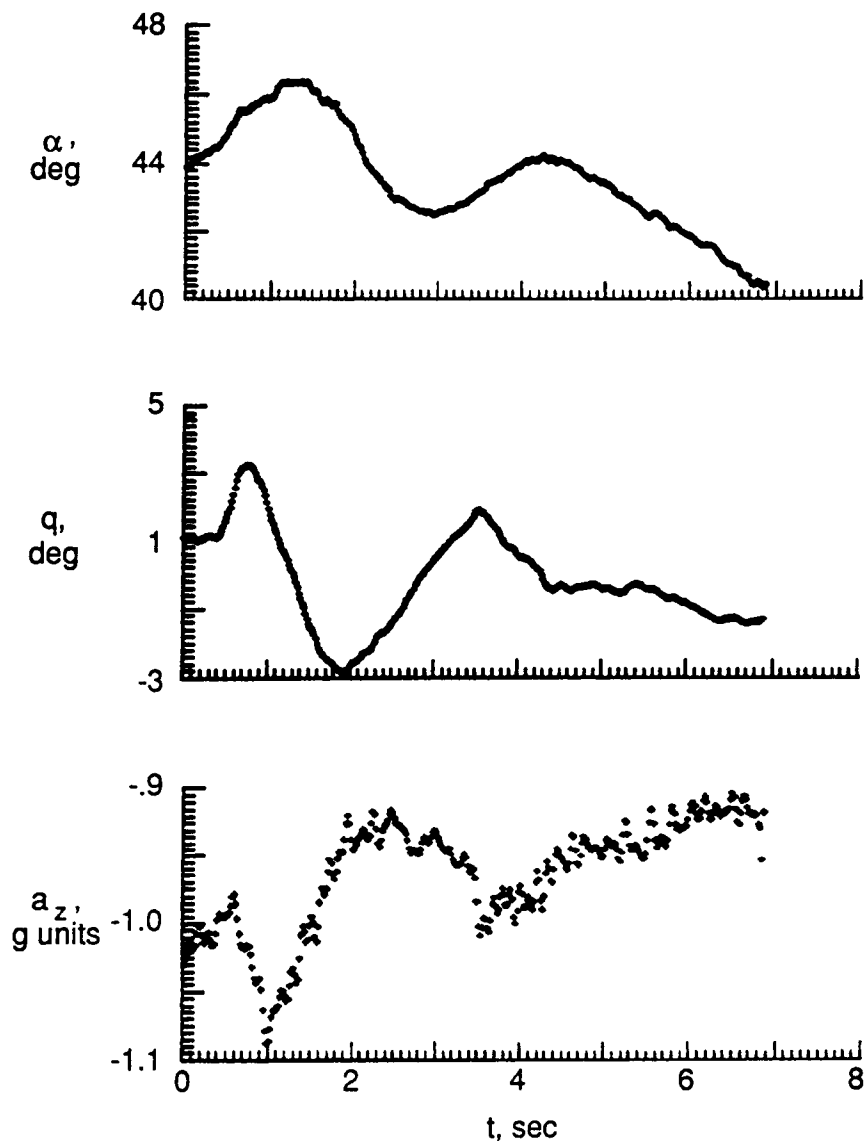 48
α,
deg
44
40
5
q,
deg
1
-3
-.9
a z,
g units
-1.0
-1.1
0 2 4 6 8
t, sec